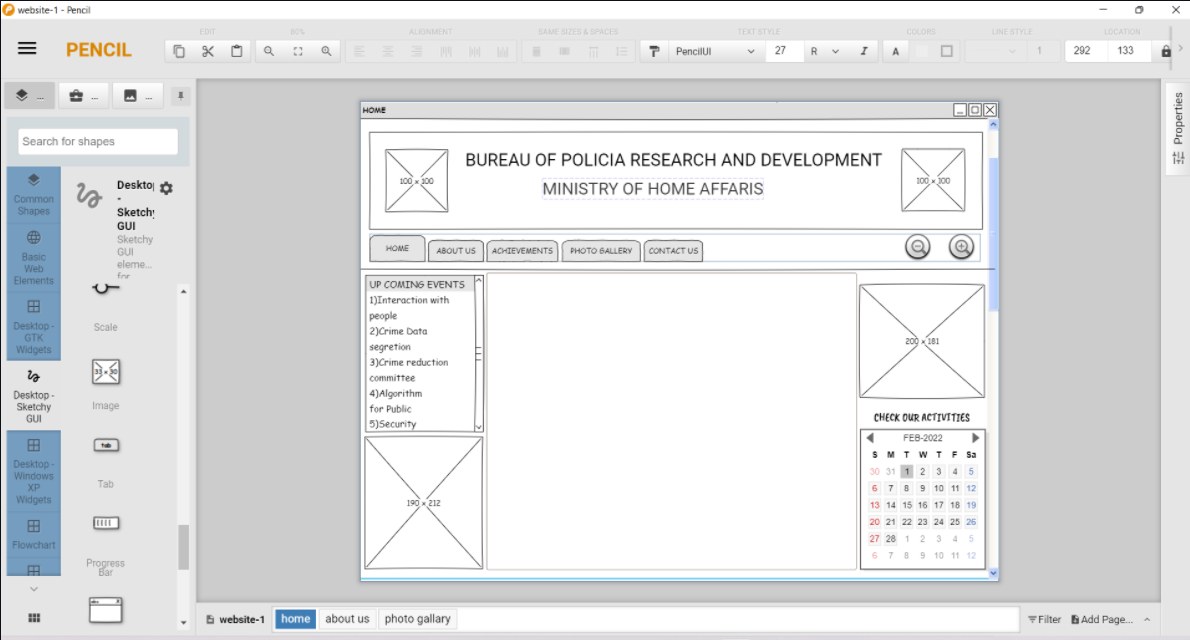 website-1 - Pencil
PENCIL
EDIT
80%
ALIGNMENT
SAME SIZES & SPACES
TEXT STYLE
COLORS
LINE STYLE
LOCATION
PencilUI
27
R
I
A
1
292
133
...
...
...
Search for shapes
Common Shapes
Basic Web Elements
Desktop - GTK Widgets
Desktop - Sketchy GUI
Desktop - Windows XP Widgets
Flowchart
Desktop
-
Sketchy
GUI
Sketchy
GUI
eleme...
for
Scale
33 x 30
Image
tab
Tab
Progress
Bar
HOME
100 x 100
BUREAU OF POLICIA RESEARCH AND DEVELOPMENT
MINISTRY OF HOME AFFARIS
100 x 100
HOME
ABOUT US
ACHIEVEMENTS
PHOTO GALLERY
CONTACT US
UP COMING EVENTS
1)Interaction with
people
2)Crime Data
segretion
3)Crime reduction
committee
4)Algorithm
for Public
5)Security
190 x 212
200 x 181
CHECK OUR ACTIVITIES
FEB-2022
S M T W T F Sa
30 31 1 2 3 4 5
6 7 8 9 10 11 12
13 14 15 16 17 18 19
20 21 22 23 24 25 26
27 28 1 2 3 4 5
6 7 8 9 10 11 12
Properties
website-1
home
about us
photo gallary
Filter
Add Page...